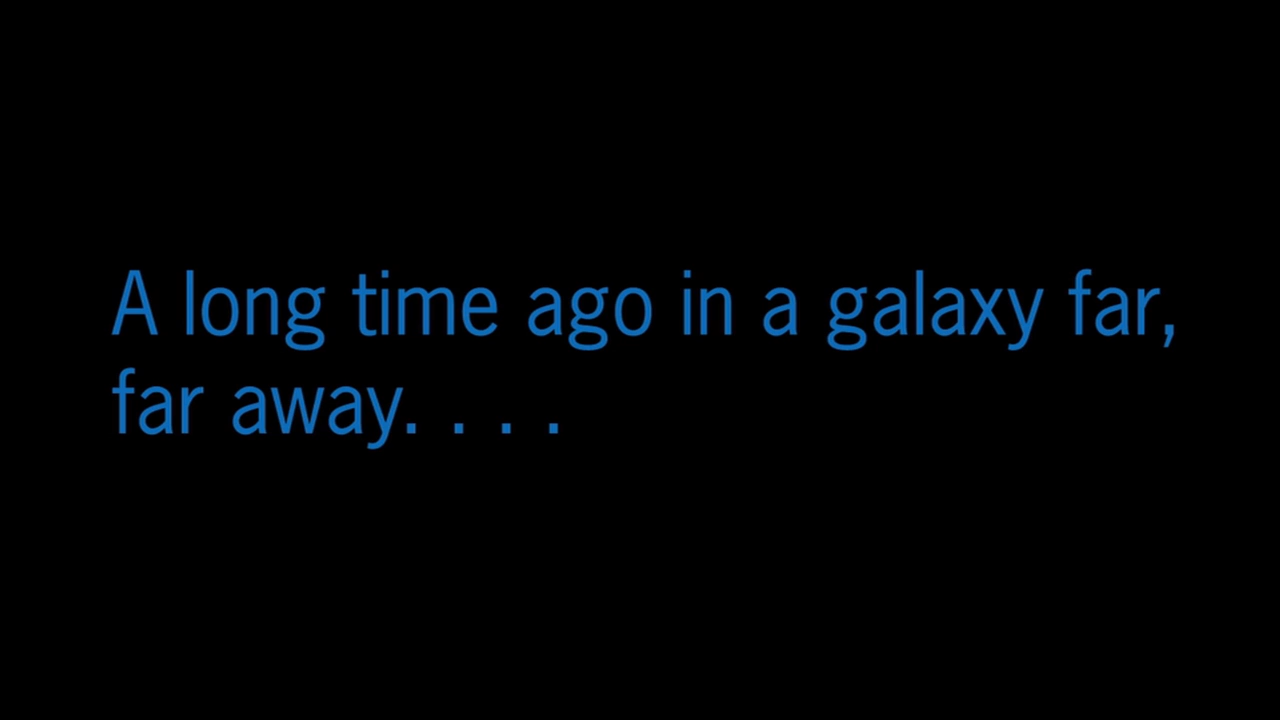 A long time ago in a galaxy far,
far away. . . .